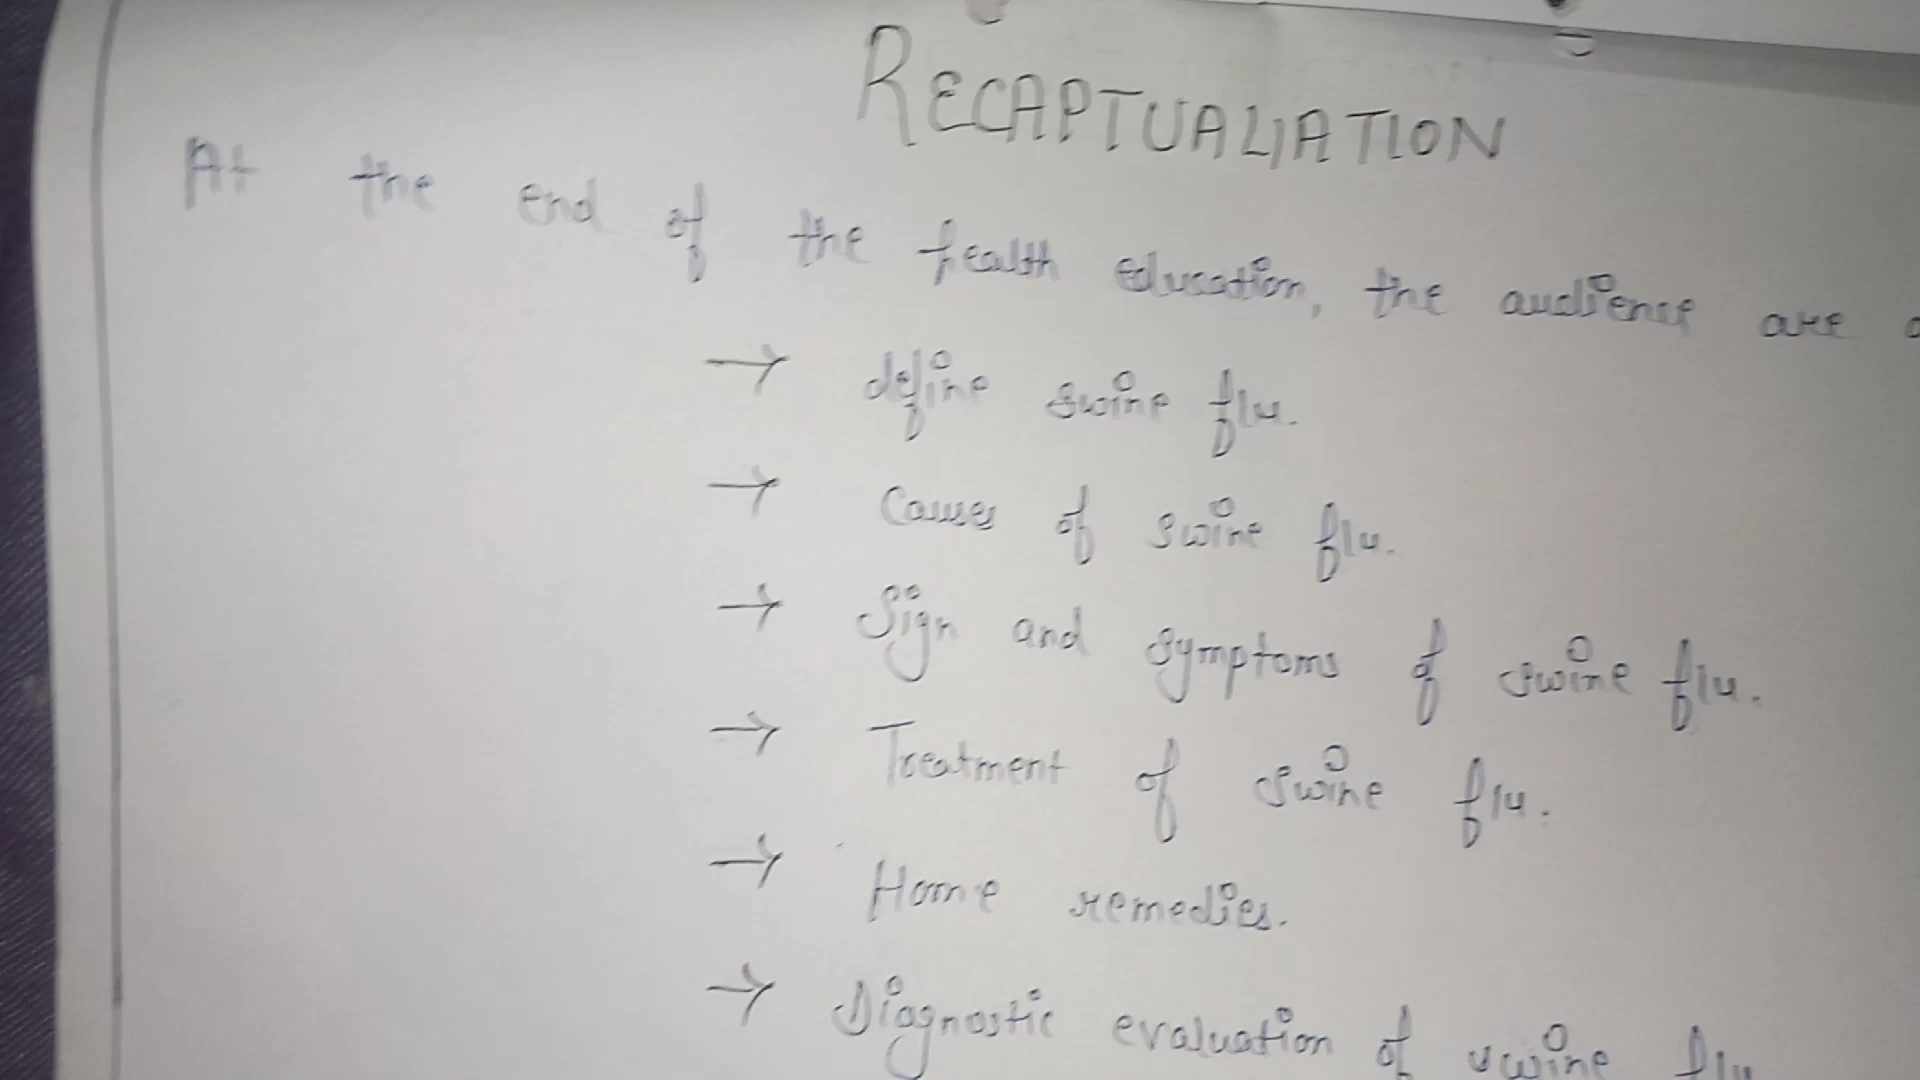 RECAPTUALIATION
At the end of the health education, the audience are
→ define swine flu.
→ Causes of swine flu.
→ Sign and symptoms of swine flu.
→ Treatment of swine flu.
→ Home remedies.
→ Diagnostic evaluation of swine flu